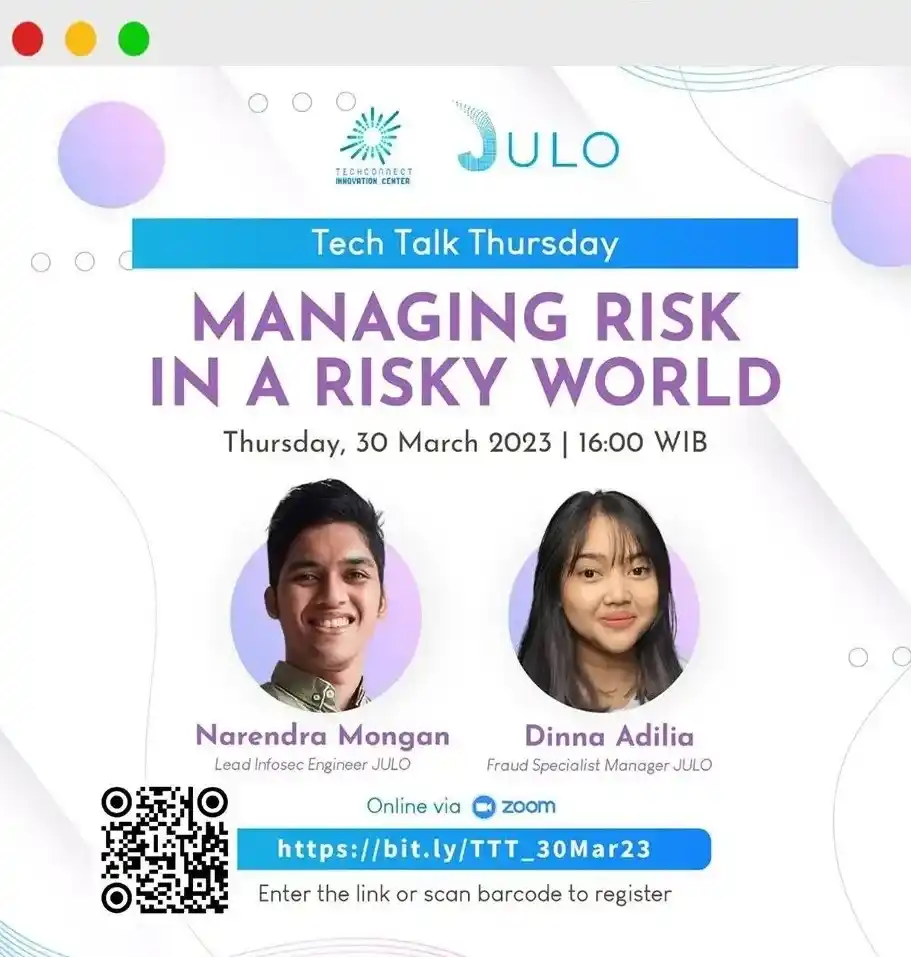 TECHCONNECT
INNOVATION CENTER
JULO
Tech Talk Thursday
MANAGING RISK
IN A RISKY WORLD
Thursday, 30 March 2023 | 16:00 WIB
Narendra Mongan
Lead Infosec Engineer JULO
Dinna Adilia
Fraud Specialist Manager JULO
Online via zoom
https://bit.ly/TTT_30Mar23
Enter the link or scan barcode to register